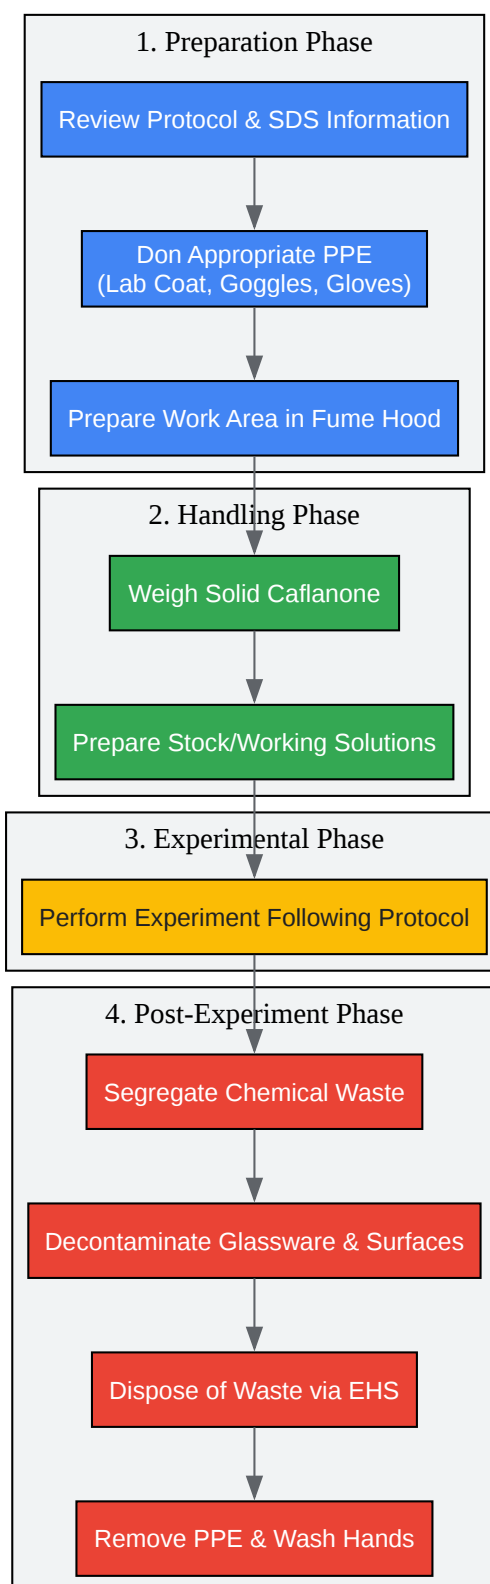 1. Preparation Phase
Review Protocol & SDS Information
Don Appropriate PPE
(Lab Coat, Goggles, Gloves)
Prepare Work Area in Fume Hood
2. Handling Phase
Weigh Solid Caflanone
Prepare Stock/Working Solutions
3. Experimental Phase
Perform Experiment Following Protocol
4. Post-Experiment Phase
Segregate Chemical Waste
Decontaminate Glassware & Surfaces
Dispose of Waste via EHS
Remove PPE & Wash Hands